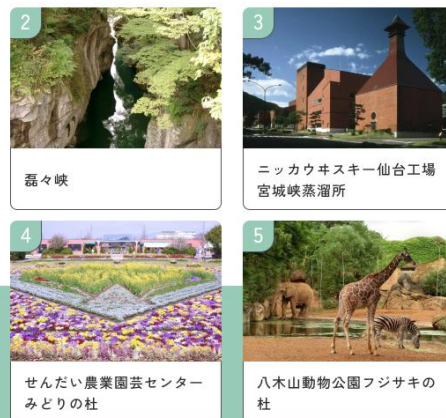 2
磊々峡
3
ニッカウヰスキー仙台工場
宮城峡蒸溜所
4
せんだい農業園芸センター
みどりの杜
5
八木山動物公園フジサキの
杜